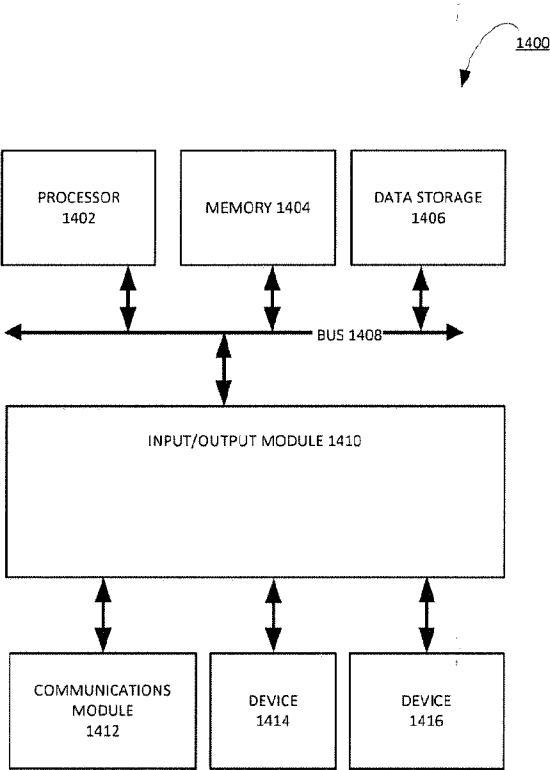 1400
PROCESSOR
1402
MEMORY 1404
DATA STORAGE
1406
BUS 1408
INPUT/OUTPUT MODULE 1410
COMMUNICATIONS
MODULE
1412
DEVICE
1414
DEVICE
1416